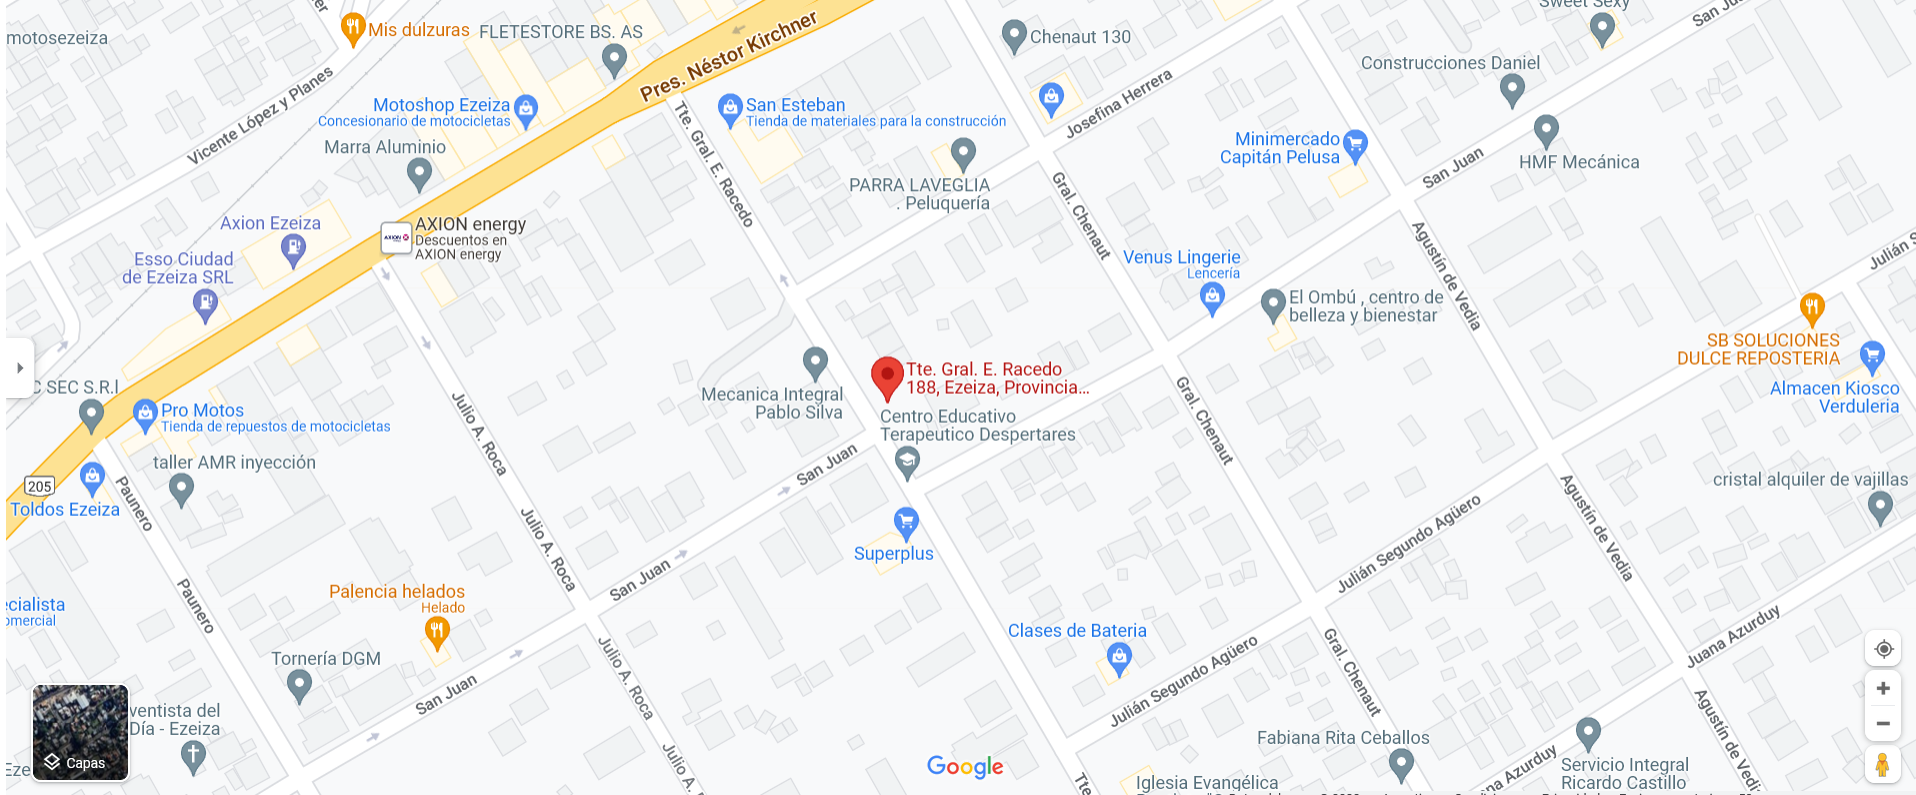 motosezeiza
Mis dulzuras
FLETESTORE BS. AS
Pres. Néstor Kirchner
Chenaut 130
Sweet Sexy
San Juan
Construcciones Daniel
Vicente López y Planes
Motoshop Ezeiza
Concesionario de motocicletas
Marra Aluminio
San Esteban
Tienda de materiales para la construcción
Josefina Herrera
Tte. Gral. E. Racedo
PARRA LAVEGLIA
. Peluquería
Minimercado
Capitán Pelusa
San Juan
HMF Mecánica
Gral. Chenaut
Axion Ezeiza
AXION
AXION energy
Descuentos en
AXION energy
Esso Ciudad
de Ezeiza SRL
Venus Lingerie
Lencería
El Ombú , centro de
belleza y bienestar
Agustín de Vedia
Julián S
SB SOLUCIONES
DULCE REPOSTERIA
Almacen Kiosco
Verduleria
C SEC S.R.l
Pro Motos
Tienda de repuestos de motocicletas
Mecanica Integral
Pablo Silva
Tte. Gral. E. Racedo
188, Ezeiza, Provincia...
Centro Educativo
Terapeutico Despertares
Gral. Chenaut
Julio A. Roca
San Juan
taller AMR inyección
205
Toldos Ezeiza
Paunero
Superplus
Julio A. Roca
San Juan
Julián Segundo Agüero
Agustín de Vedia
cristal alquiler de vajillas
Paunero
Palencia helados
Helado
ecialista
omercial
Clases de Bateria
Juana Azurduy
Tornería DGM
San Juan
Julio A. Roca
Julián Segundo Agüero
Gral. Chenaut
Agustín de Vedia
ventista del
Día - Ezeiza
Capas
Eze
Julio A.
Google
Tte
Fabiana Rita Ceballos
Iglesia Evangélica
na Azurduy
Servicio Integral
Ricardo Castillo